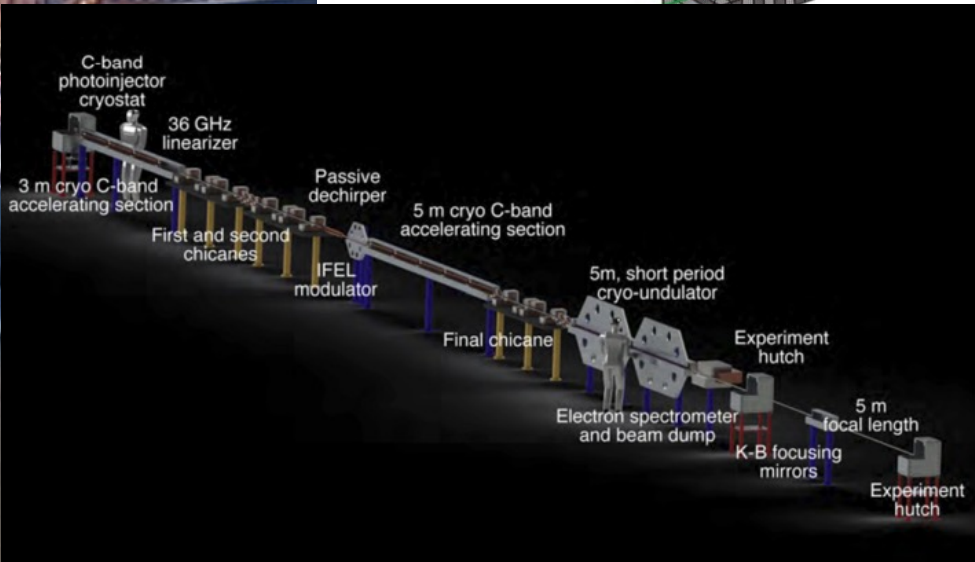 C-band
photoinjector
cryostat
36 GHz
linearizer
3 m cryo C-band
accelerating section
First and second
chicanes
Passive
dechirper
IFEL
modulator
5 m cryo C-band
accelerating section
Final chicane
5m, short period
cryo-undulator
Electron spectrometer
and beam dump
Experiment
hutch
K-B focusing
mirrors
5 m
focal length
Experiment
hutch